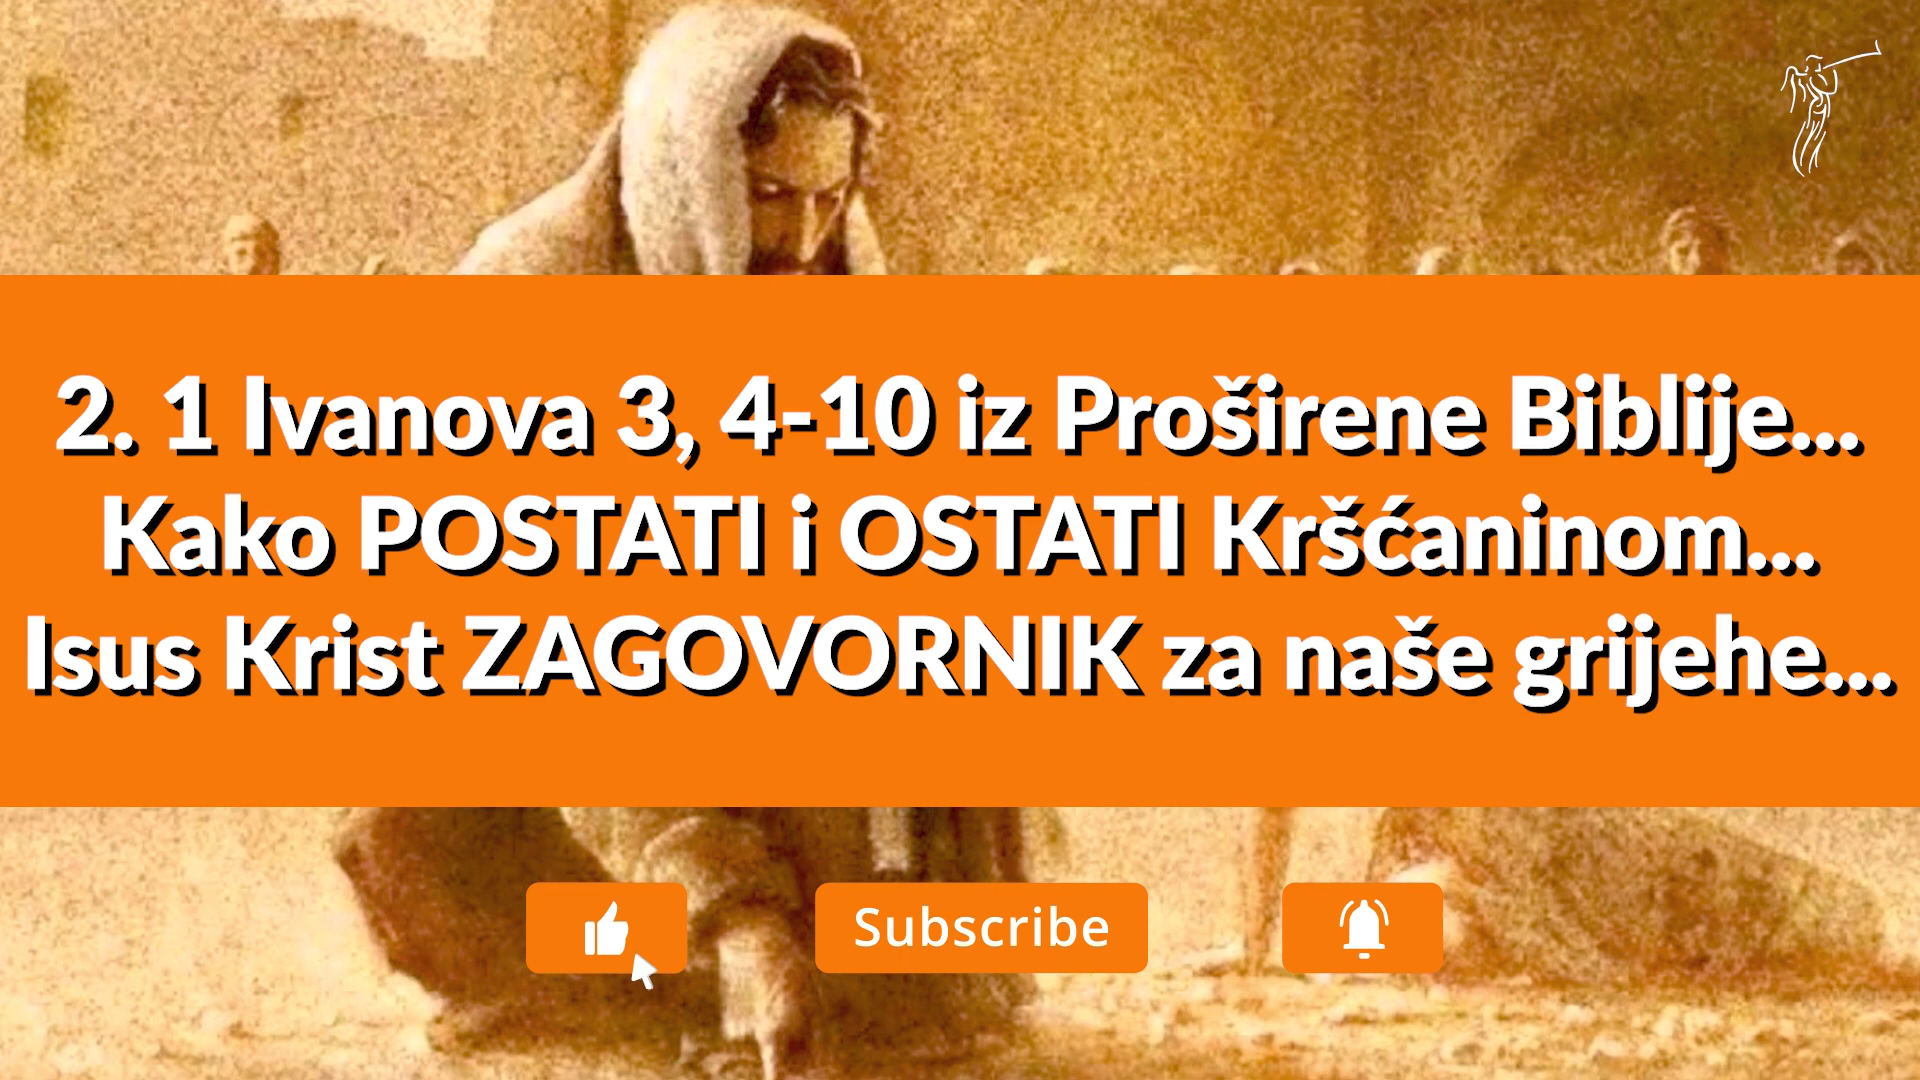 2. 1 Ivanova 3, 4-10 iz Proširene Biblije...
Kako POSTATI i OSTATI Kršćaninom...
Isus Krist ZAGOVORNIK za naše grijehe...
Subscribe